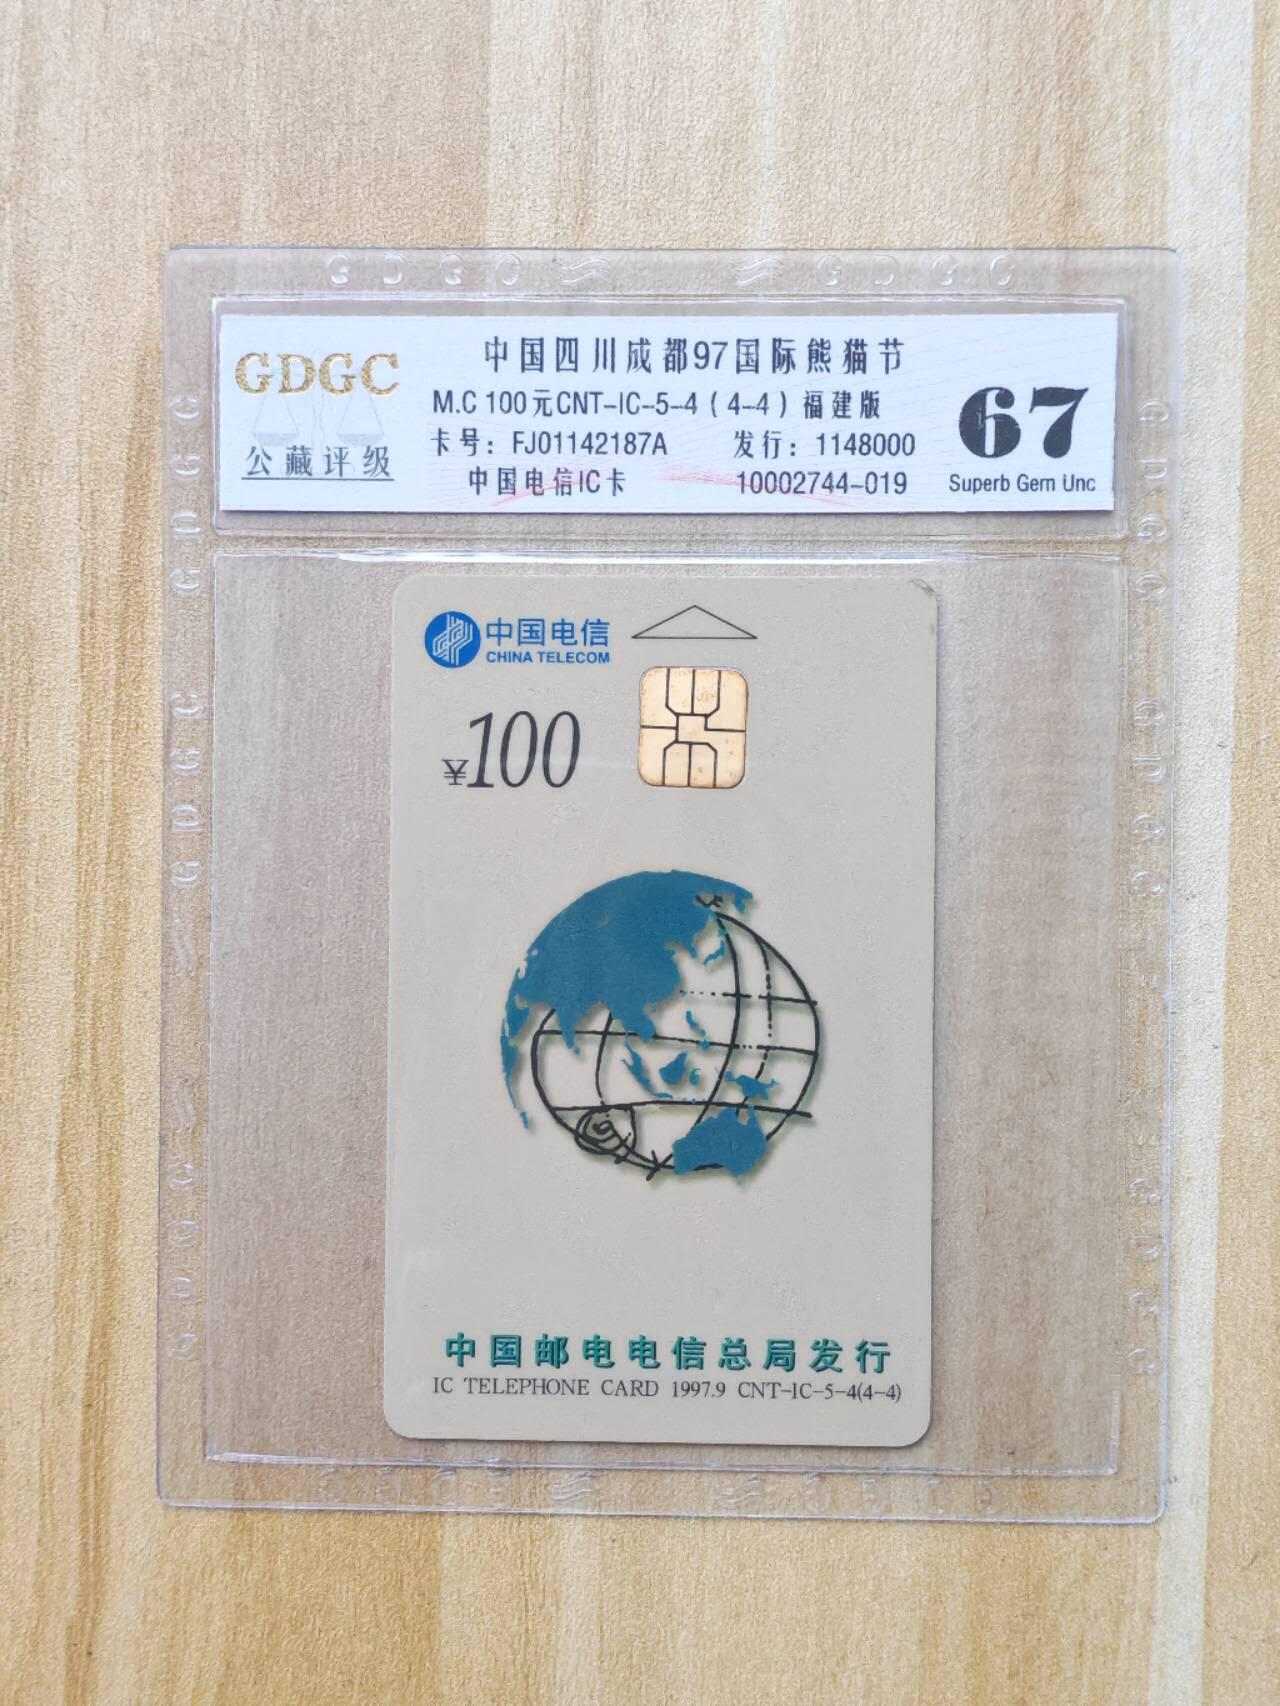 GDGC GDGC
GDGC
公藏评级
中国四川成都97国际熊猫节
M.C 100元CNT-IC-5-4（4-4）福建版
卡号：FJ01142187A 发行：1148000
中国电信IC卡 10002744-019
67
Superb Gem Unc
中国电信
CHINA TELECOM
¥100
中国邮电电信总局发行
IC TELEPHONE CARD 1997.9 CNT-IC-5-4(4-4)